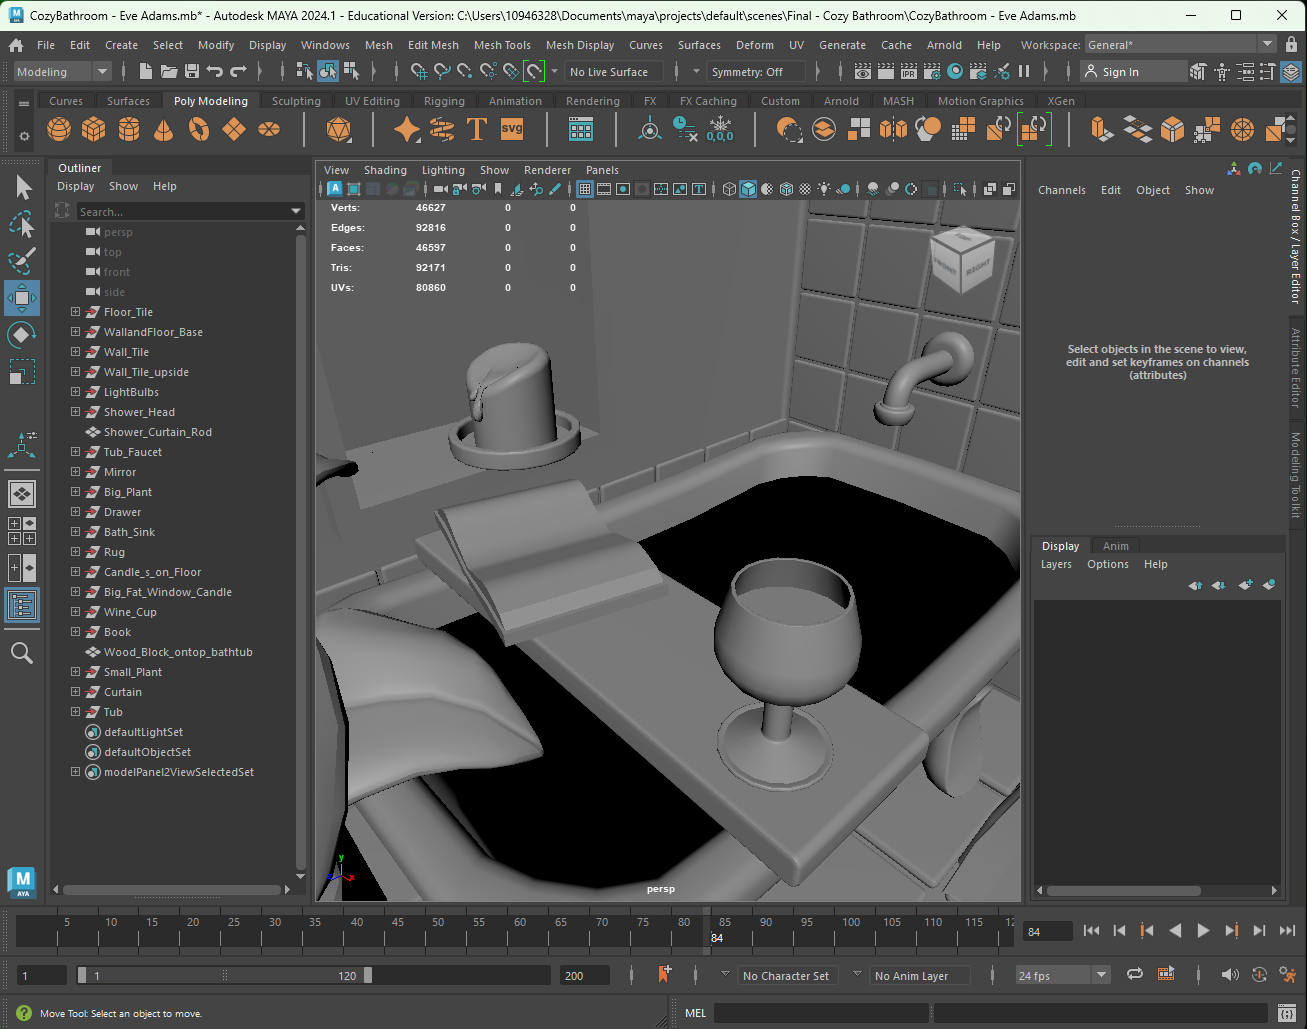 CozyBathroom - Eve Adams.mb* - Autodesk MAYA 2024.1 - Educational Version: C:\Users\10946328\Documents\maya\projects\default\scenes\Final - Cozy Bathroom\CozyBathroom - Eve Adams.mb
File Edit Create Select Modify Display Windows Mesh Edit Mesh Mesh Tools Mesh Display Curves Surfaces Deform UV Generate Cache Arnold Help Workspace: General*
Modeling No Live Surface Symmetry: Off Sign In
IPR
Curves Surfaces Poly Modeling Sculpting UV Editing Rigging Animation Rendering FX FX Caching Custom Arnold MASH Motion Graphics XGen
T SVG 0,0,0
Outliner
Display Show Help
Search...
persp
top
front
side
Floor_Tile
WallandFloor_Base
Wall_Tile
Wall_Tile_upside
LightBulbs
Shower_Head
Shower_Curtain_Rod
Tub_Faucet
Mirror
Big_Plant
Drawer
Bath_Sink
Rug
Candle_s_on_Floor
Big_Fat_Window_Candle
Wine_Cup
Book
Wood_Block_ontop_bathtub
Small_Plant
Curtain
Tub
defaultLightSet
defaultObjectSet
modelPanel2ViewSelectedSet
View Shading Lighting Show Renderer Panels
Verts: 46627 0 0
Edges: 92816 0 0
Faces: 46597 0 0
Tris: 92171 0 0
UVs: 80860 0 0
FRONT RIGHT
y
x
persp
Channels Edit Object Show
Select objects in the scene to view,
edit and set keyframes on channels
(attributes)
Channel Box / Layer Editor
Attribute Editor
Modeling Toolkit
Display Anim
Layers Options Help
M
AYA
5 10 15 20 25 30 35 40 45 50 55 60 65 70 75 80 85 90 95 100 105 110 115 12
84
84
1 1 120 200 No Character Set No Anim Layer 24 fps
Move Tool: Select an object to move. MEL